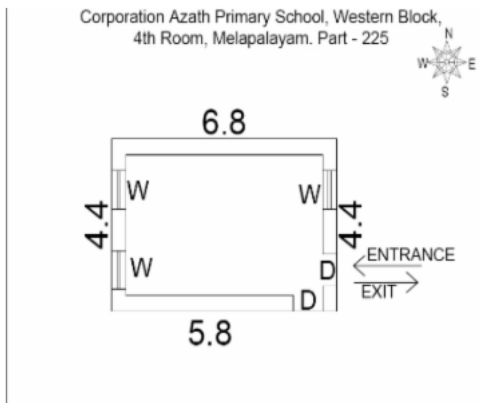 Corporation Azath Primary School, Western Block,
4th Room, Melapalayam. Part - 225
N
W E
S
6.8
W W
4.4 4.4
ENTRANCE
W D
EXIT
D
5.8